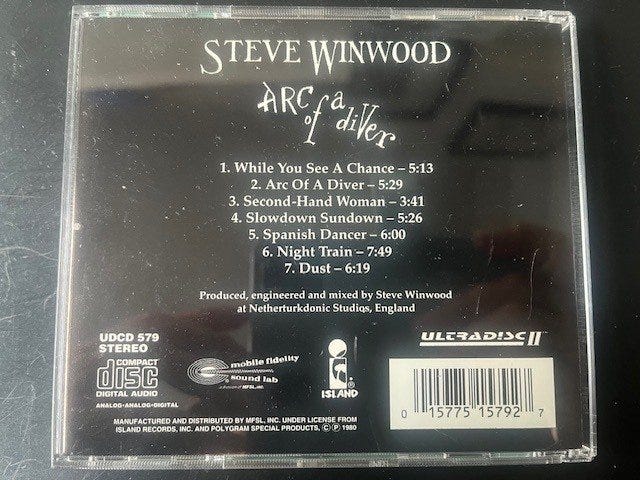 STEVE WINWOOD
ARC of a diver
1. While You See A Chance – 5:13
2. Arc Of A Diver – 5:29
3. Second-Hand Woman – 3:41
4. Slowdown Sundown – 5:26
5. Spanish Dancer – 6:00
6. Night Train – 7:49
7. Dust – 6:19
Produced, engineered and mixed by Steve Winwood
at Netherturkdonic Studios, England
UDCD 579
STEREO
COMPACT
disc
DIGITAL AUDIO
ANALOG-ANALOG-DIGITAL
mobile fidelity
sound lab
a division of MFSL, INC.
ISLAND
ULTRADISC II
0 15775 15792 7
MANUFACTURED AND DISTRIBUTED BY MFSL, INC. UNDER LICENSE FROM
ISLAND RECORDS, INC. AND POLYGRAM SPECIAL PRODUCTS, Ⓒ Ⓟ 1980